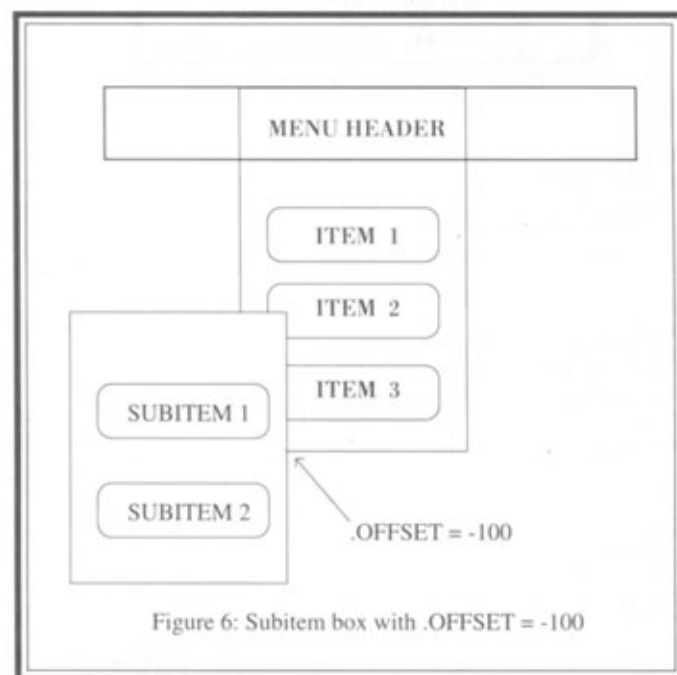 MENU HEADER
ITEM 1
ITEM 2
ITEM 3
SUBITEM 1
SUBITEM 2
.OFFSET = -100
Figure 6: Subitem box with .OFFSET = -100